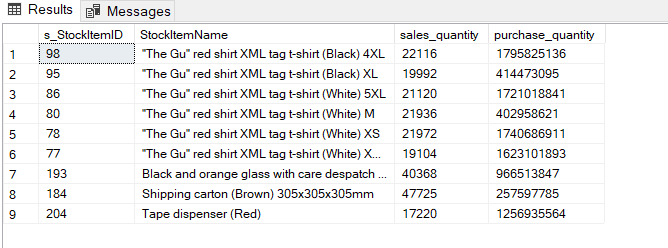 Results Messages
s_StockItemID StockItemName sales_quantity purchase_quantity
1 98 "The Gu" red shirt XML tag t-shirt (Black) 4XL 22116 1795825136
2 95 "The Gu" red shirt XML tag t-shirt (Black) XL 19992 414473095
3 86 "The Gu" red shirt XML tag t-shirt (White) 5XL 21120 1721018841
4 80 "The Gu" red shirt XML tag t-shirt (White) M 21936 402958621
5 78 "The Gu" red shirt XML tag t-shirt (White) XS 21972 1740686911
6 77 "The Gu" red shirt XML tag t-shirt (White) X... 19104 1623101893
7 193 Black and orange glass with care despatch ... 40368 966513847
8 184 Shipping carton (Brown) 305x305x305mm 47725 257597785
9 204 Tape dispenser (Red) 17220 1256935564